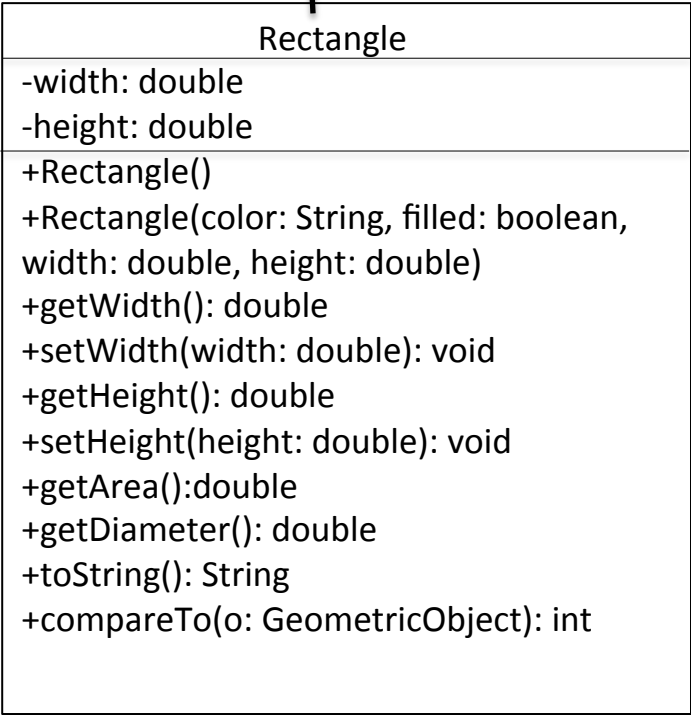 Rectangle
-width: double
-height: double
+Rectangle()
+Rectangle(color: String, filled: boolean,
width: double, height: double)
+getWidth(): double
+setWidth(width: double): void
+getHeight(): double
+setHeight(height: double): void
+getArea():double
+getDiameter(): double
+toString(): String
+compareTo(o: GeometricObject): int